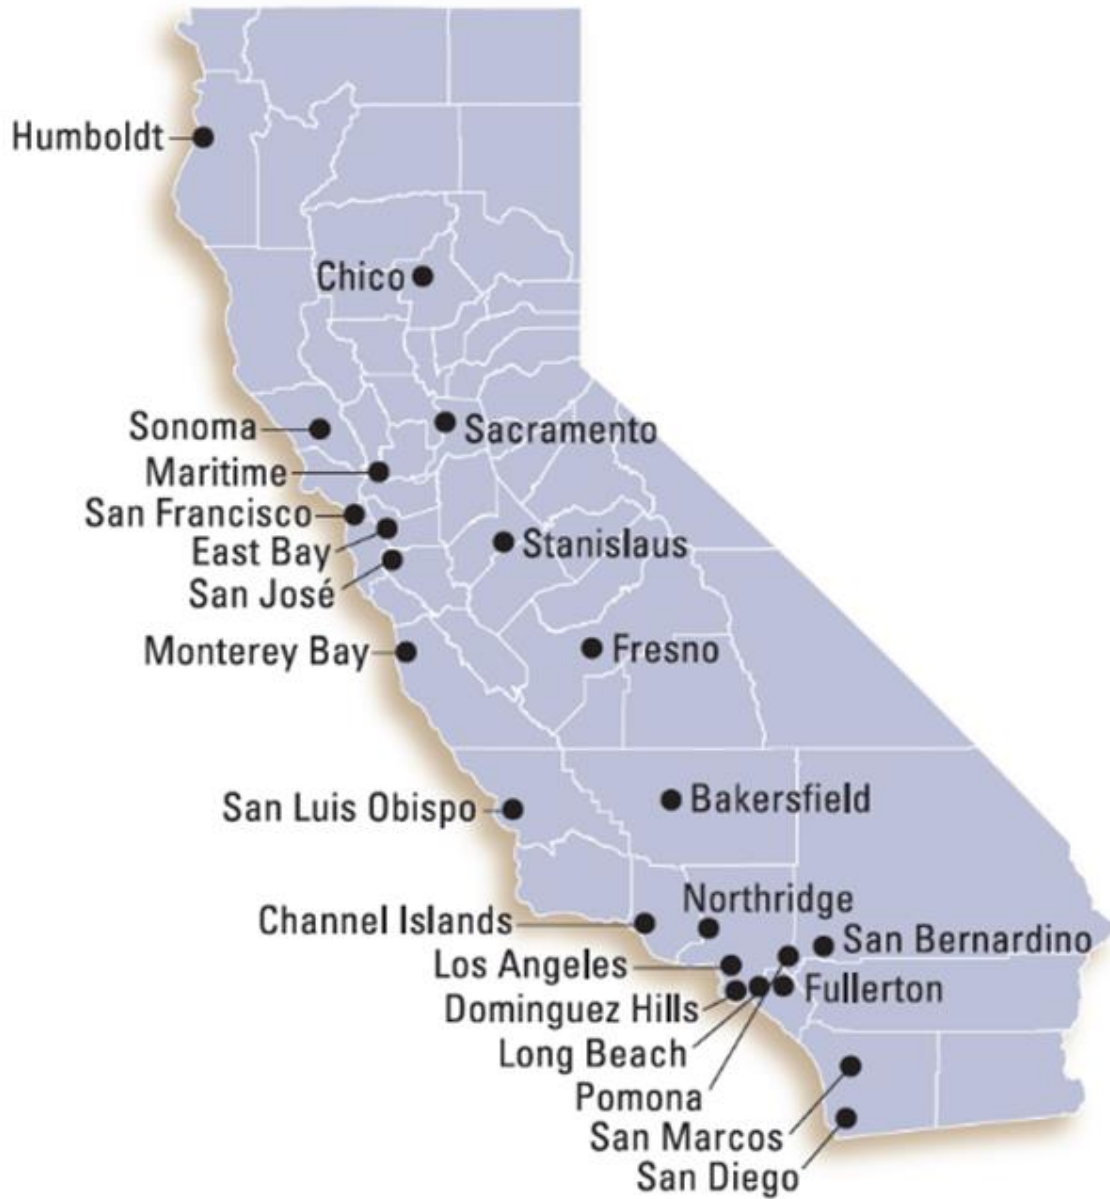 Humboldt
Chico
Sonoma
Sacramento
Maritime
San Francisco
East Bay
Stanislaus
San José
Monterey Bay
Fresno
San Luis Obispo
Bakersfield
Northridge
Channel Islands
San Bernardino
Los Angeles
Fullerton
Dominguez Hills
Long Beach
Pomona
San Marcos
San Diego